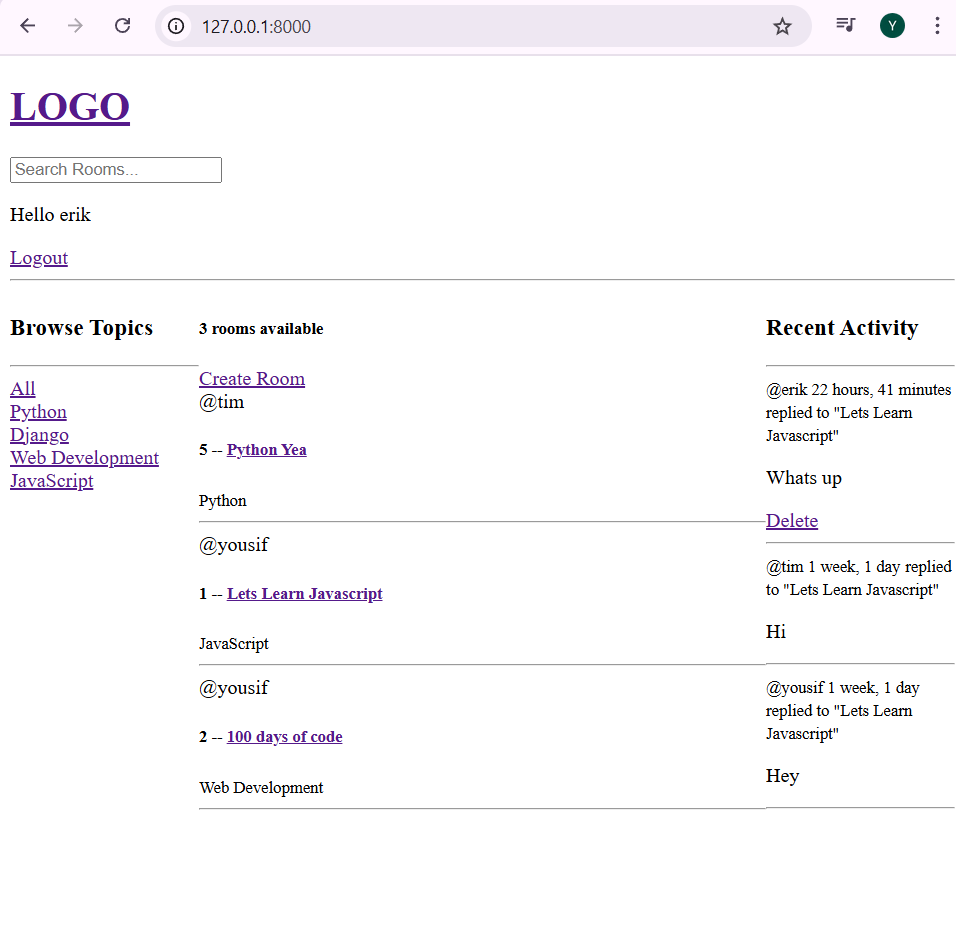 127.0.0.1:8000
Y
LOGO
Search Rooms...
Hello erik
Logout
Browse Topics
All
Python
Django
Web Development
JavaScript
3 rooms available
Create Room
@tim
5 -- Python Yea
Python
@yousif
1 -- Lets Learn Javascript
JavaScript
@yousif
2 -- 100 days of code
Web Development
Recent Activity
@erik 22 hours, 41 minutes
replied to "Lets Learn
Javascript"
Whats up
Delete
@tim 1 week, 1 day replied
to "Lets Learn Javascript"
Hi
@yousif 1 week, 1 day
replied to "Lets Learn
Javascript"
Hey